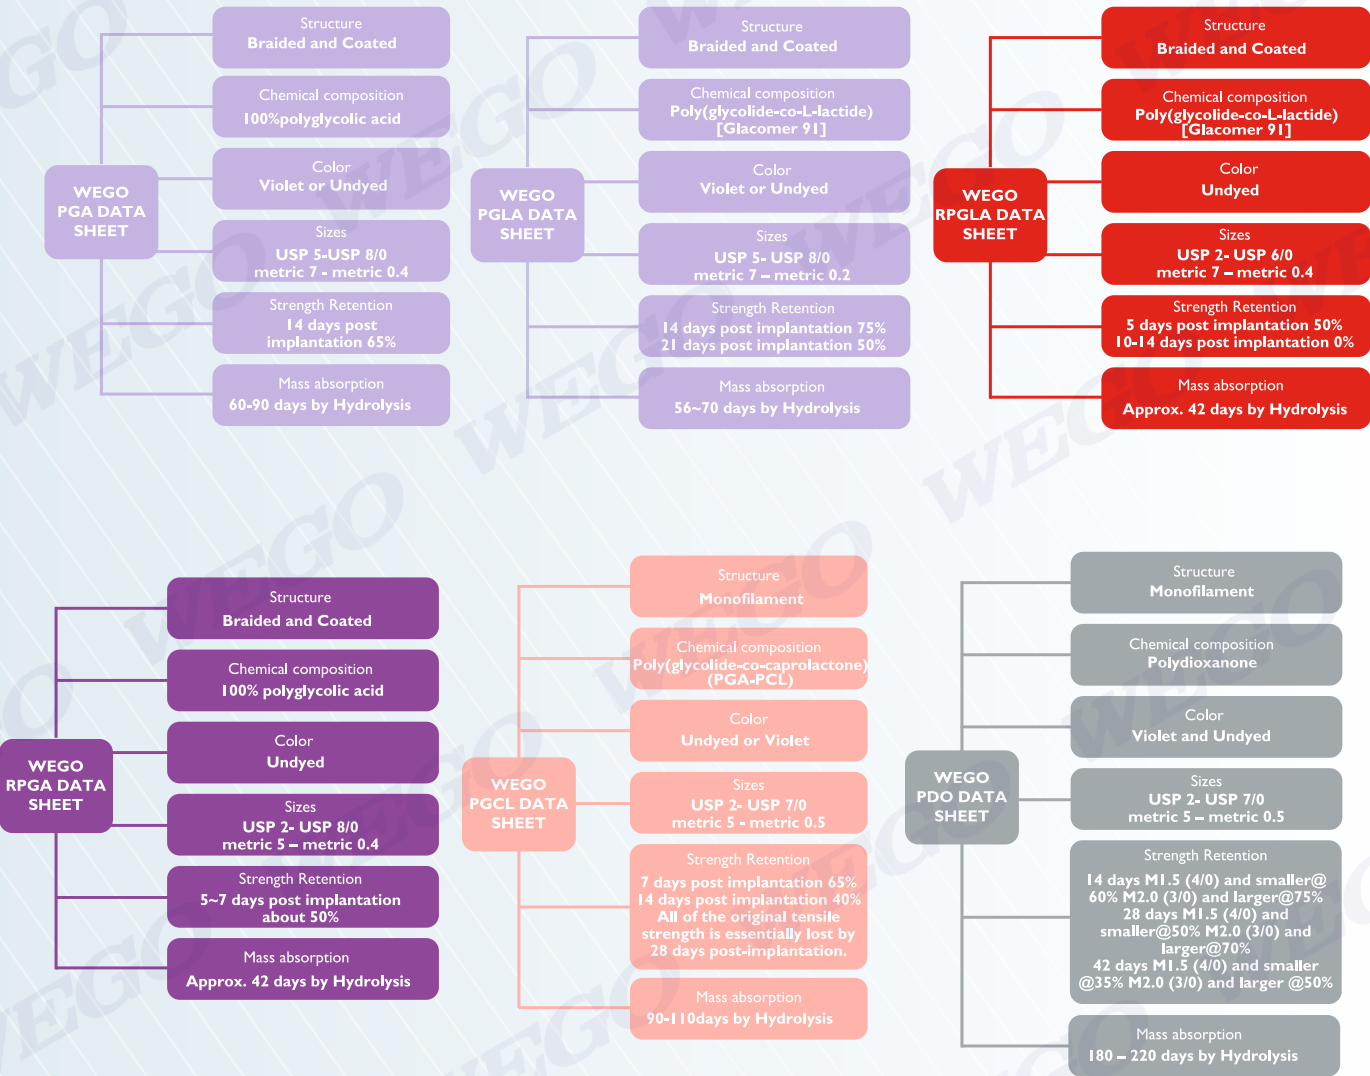 WEGO
PGA DATA
SHEET
Structure
Braided and Coated
Chemical composition
100%polyglycolic acid
Color
Violet or Undyed
Sizes
USP 5-USP 8/0
metric 7 - metric 0.4
Strength Retention
14 days post
implantation 65%
Mass absorption
60-90 days by Hydrolysis
WEGO
PGLA DATA
SHEET
Structure
Braided and Coated
Chemical composition
Poly(glycolide-co-L-lactide)
[Glacomer 91]
Color
Violet or Undyed
Sizes
USP 5- USP 8/0
metric 7 – metric 0.2
Strength Retention
14 days post implantation 75%
21 days post implantation 50%
Mass absorption
56~70 days by Hydrolysis
WEGO
RPGLA DATA
SHEET
Structure
Braided and Coated
Chemical composition
Poly(glycolide-co-L-lactide)
[Glacomer 91]
Color
Undyed
Sizes
USP 2- USP 6/0
metric 7 – metric 0.4
Strength Retention
5 days post implantation 50%
10-14 days post implantation 0%
Mass absorption
Approx. 42 days by Hydrolysis
WEGO
RPGA DATA
SHEET
Structure
Braided and Coated
Chemical composition
100% polyglycolic acid
Color
Undyed
Sizes
USP 2- USP 8/0
metric 5 – metric 0.4
Strength Retention
5~7 days post implantation
about 50%
Mass absorption
Approx. 42 days by Hydrolysis
WEGO
PGCL DATA
SHEET
Structure
Monofilament
Chemical composition
Poly(glycolide-co-caprolactone)
(PGA-PCL)
Color
Undyed or Violet
Sizes
USP 2- USP 7/0
metric 5 - metric 0.5
Strength Retention
7 days post implantation 65%
14 days post implantation 40%
All of the original tensile
strength is essentially lost by
28 days post-implantation.
Mass absorption
90-110days by Hydrolysis
WEGO
PDO DATA
SHEET
Structure
Monofilament
Chemical composition
Polydioxanone
Color
Violet and Undyed
Sizes
USP 2- USP 7/0
metric 5 – metric 0.5
Strength Retention
14 days M1.5 (4/0) and smaller@
60% M2.0 (3/0) and larger@75%
28 days M1.5 (4/0) and
smaller@50% M2.0 (3/0) and
larger@70%
42 days M1.5 (4/0) and smaller
@35% M2.0 (3/0) and larger @50%
Mass absorption
180 – 220 days by Hydrolysis